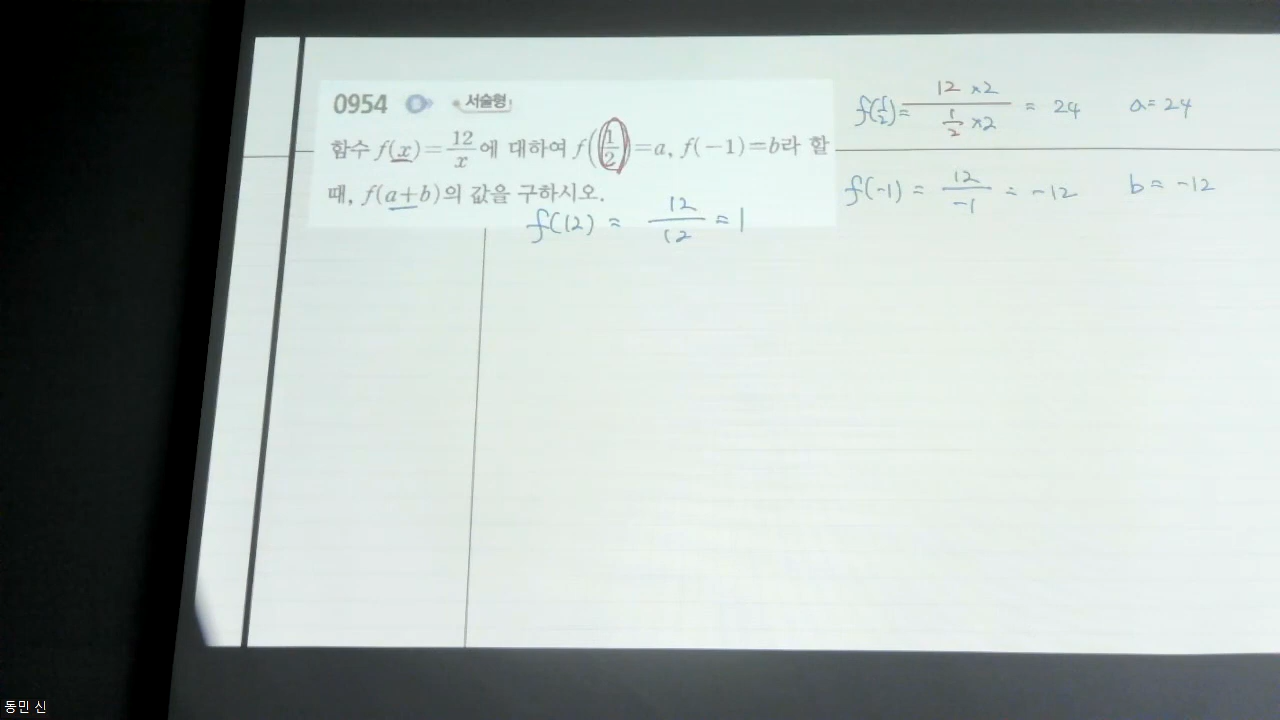 0954 서술형
함수 f(x)=12/x에 대하여 f(1/2)=a, f(-1)=b라 할
때, f(a+b)의 값을 구하시오.
f(12) = 12/12 = 1
f(1/2) = (12 ×2)/(1/2 ×2) = 24 a = 24
f(-1) = 12/-1 = -12 b = -12
동민 신